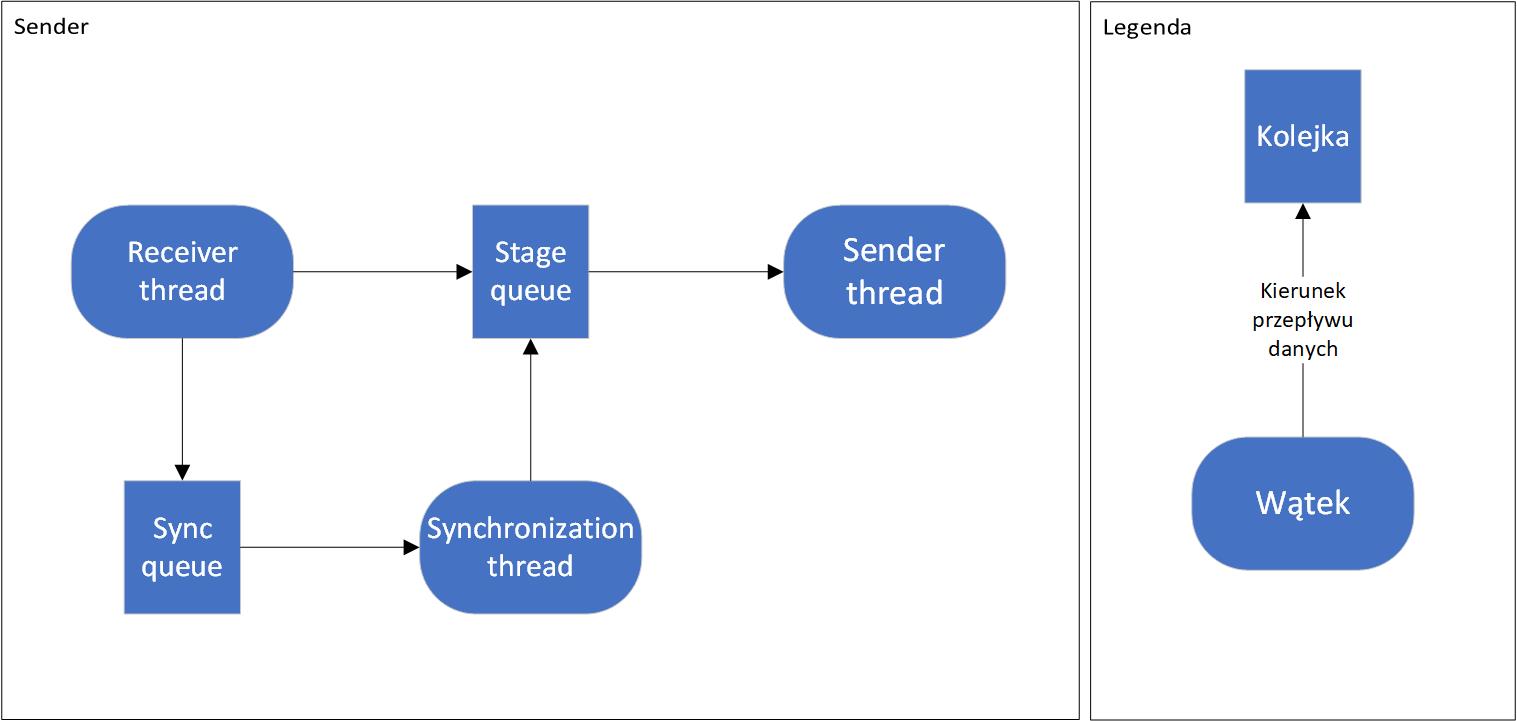 Sender
Receiver
thread
Stage
queue
Sender
thread
Sync
queue
Synchronization
thread
Legenda
Kolejka
Kierunek
przepływu
danych
Wątek